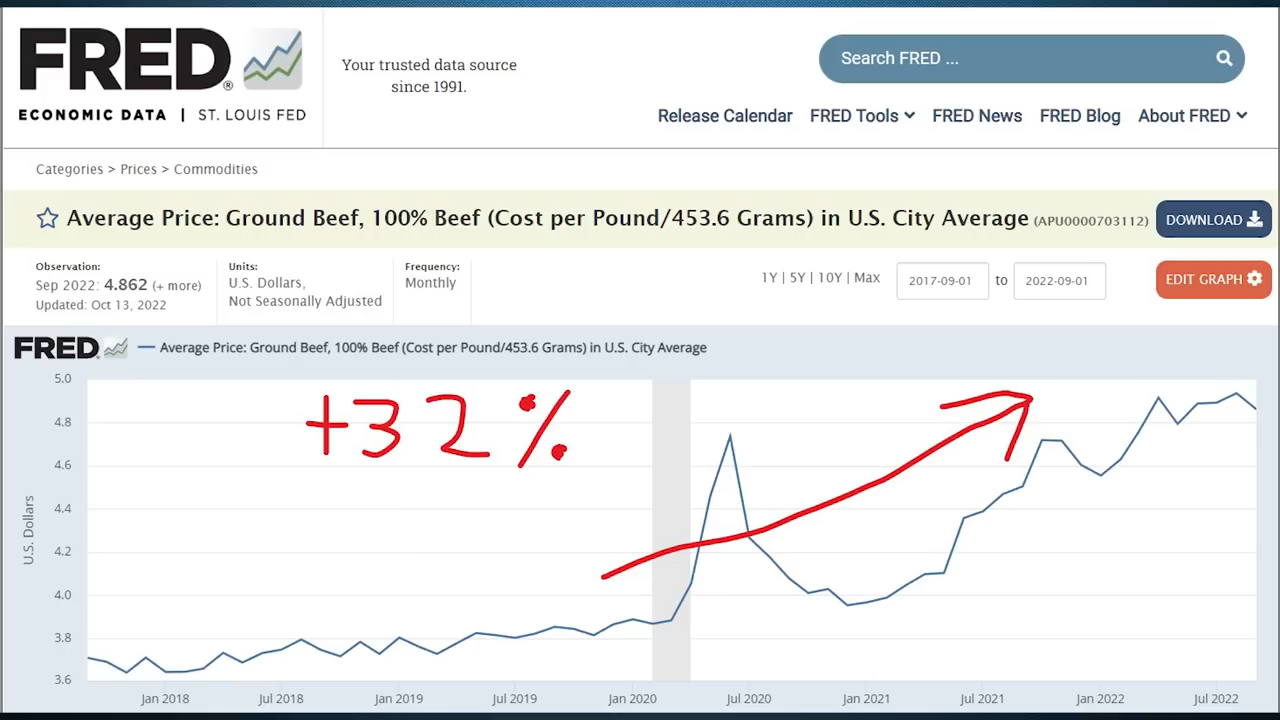 FRED®
ECONOMIC DATA | ST. LOUIS FED
Your trusted data source
since 1991.
Search FRED ...
Release Calendar FRED Tools FRED News FRED Blog About FRED
Categories > Prices > Commodities
Average Price: Ground Beef, 100% Beef (Cost per Pound/453.6 Grams) in U.S. City Average (APU0000703112)
DOWNLOAD
Observation:
Sep 2022: 4.862 (+ more)
Updated: Oct 13, 2022
Units:
U.S. Dollars,
Not Seasonally Adjusted
Frequency:
Monthly
1Y | 5Y | 10Y | Max
2017-09-01 to 2022-09-01
EDIT GRAPH
FRED
Average Price: Ground Beef, 100% Beef (Cost per Pound/453.6 Grams) in U.S. City Average
+32%
U.S. Dollars
5.0
4.8
4.6
4.4
4.2
4.0
3.8
3.6
Jan 2018 Jul 2018 Jan 2019 Jul 2019 Jan 2020 Jul 2020 Jan 2021 Jul 2021 Jan 2022 Jul 2022